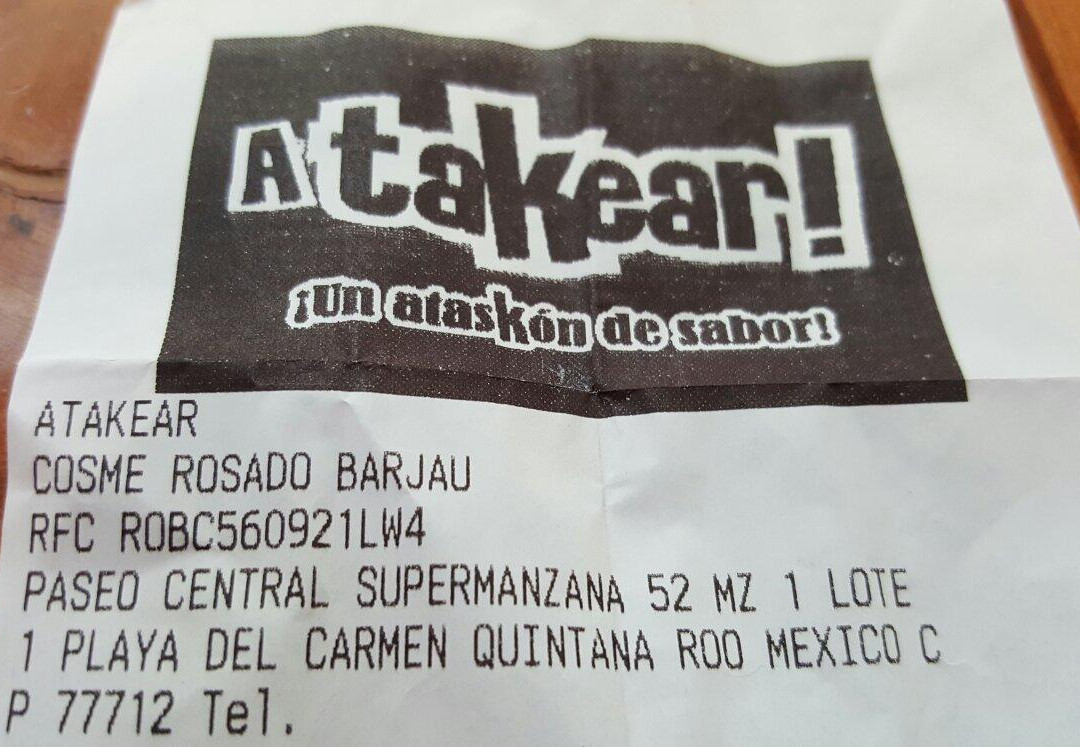 Atakear!
¡Un ataskón de sabor!
ATAKEAR
COSME ROSADO BARJAU
RFC ROBC560921LW4
PASEO CENTRAL SUPERMANZANA 52 MZ 1 LOTE
1 PLAYA DEL CARMEN QUINTANA ROO MEXICO C
P 77712 Tel.